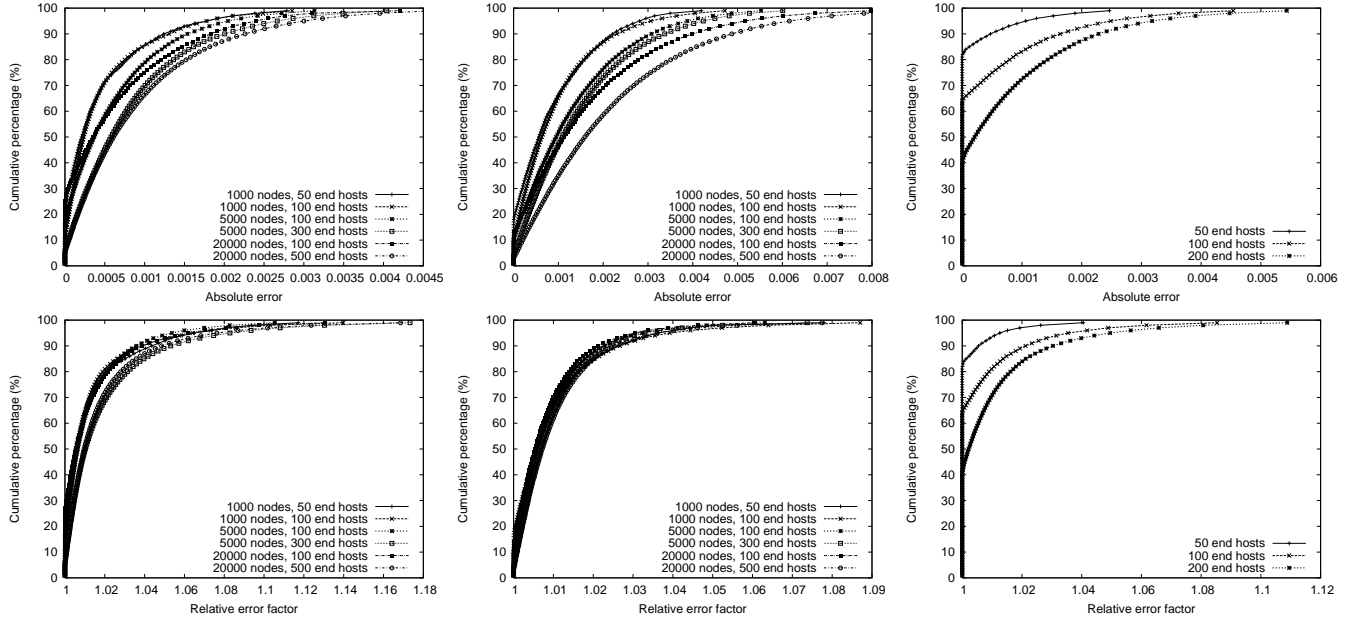 Cumulative percentage (%)
100
90
80
70
60
50
40
30
20
10
0
1000 nodes, 50 end hosts
1000 nodes, 100 end hosts
5000 nodes, 100 end hosts
5000 nodes, 300 end hosts
20000 nodes, 100 end hosts
20000 nodes, 500 end hosts
0 0.0005 0.001 0.0015 0.002 0.0025 0.003 0.0035 0.004 0.0045
Absolute error
Cumulative percentage (%)
100
90
80
70
60
50
40
30
20
10
0
1000 nodes, 50 end hosts
1000 nodes, 100 end hosts
5000 nodes, 100 end hosts
5000 nodes, 300 end hosts
20000 nodes, 100 end hosts
20000 nodes, 500 end hosts
0 0.001 0.002 0.003 0.004 0.005 0.006 0.007 0.008
Absolute error
Cumulative percentage (%)
100
90
80
70
60
50
40
30
20
10
0
50 end hosts
100 end hosts
200 end hosts
0 0.001 0.002 0.003 0.004 0.005 0.006
Absolute error
Cumulative percentage (%)
100
90
80
70
60
50
40
30
20
10
0
1000 nodes, 50 end hosts
1000 nodes, 100 end hosts
5000 nodes, 100 end hosts
5000 nodes, 300 end hosts
20000 nodes, 100 end hosts
20000 nodes, 500 end hosts
1 1.02 1.04 1.06 1.08 1.1 1.12 1.14 1.16 1.18
Relative error factor
Cumulative percentage (%)
100
90
80
70
60
50
40
30
20
10
0
1000 nodes, 50 end hosts
1000 nodes, 100 end hosts
5000 nodes, 100 end hosts
5000 nodes, 300 end hosts
20000 nodes, 100 end hosts
20000 nodes, 500 end hosts
1 1.01 1.02 1.03 1.04 1.05 1.06 1.07 1.08 1.09
Relative error factor
Cumulative percentage (%)
100
90
80
70
60
50
40
30
20
10
0
50 end hosts
100 end hosts
200 end hosts
1 1.02 1.04 1.06 1.08 1.1 1.12
Relative error factor